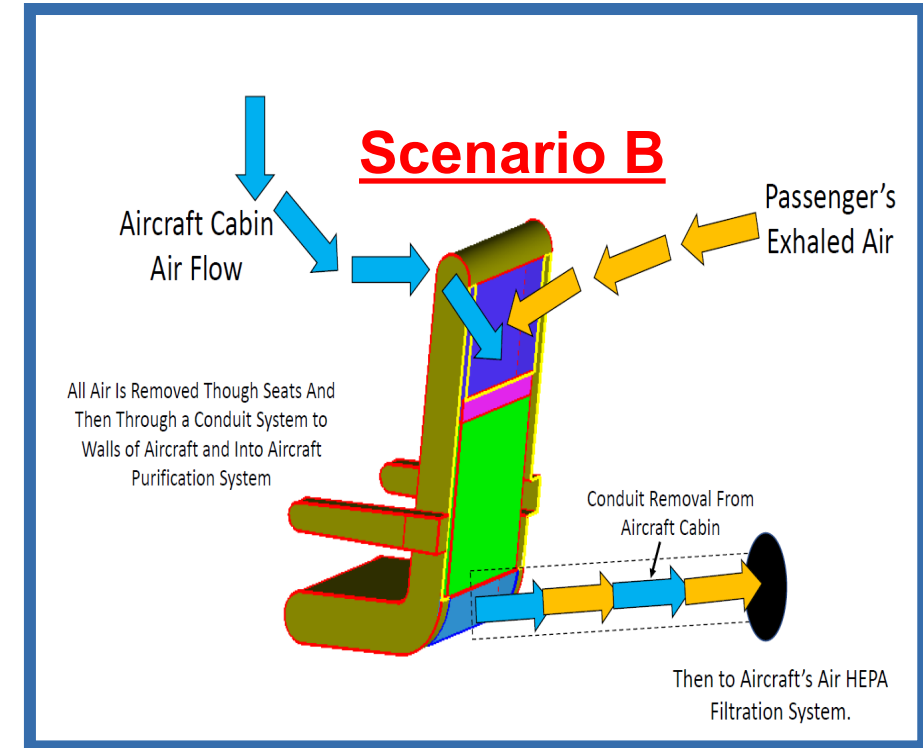 Scenario B
Aircraft Cabin
Air Flow
Passenger's
Exhaled Air
All Air Is Removed Though Seats And
Then Through a Conduit System to
Walls of Aircraft and Into Aircraft
Purification System
Conduit Removal From
Aircraft Cabin
Then to Aircraft's Air HEPA
Filtration System.